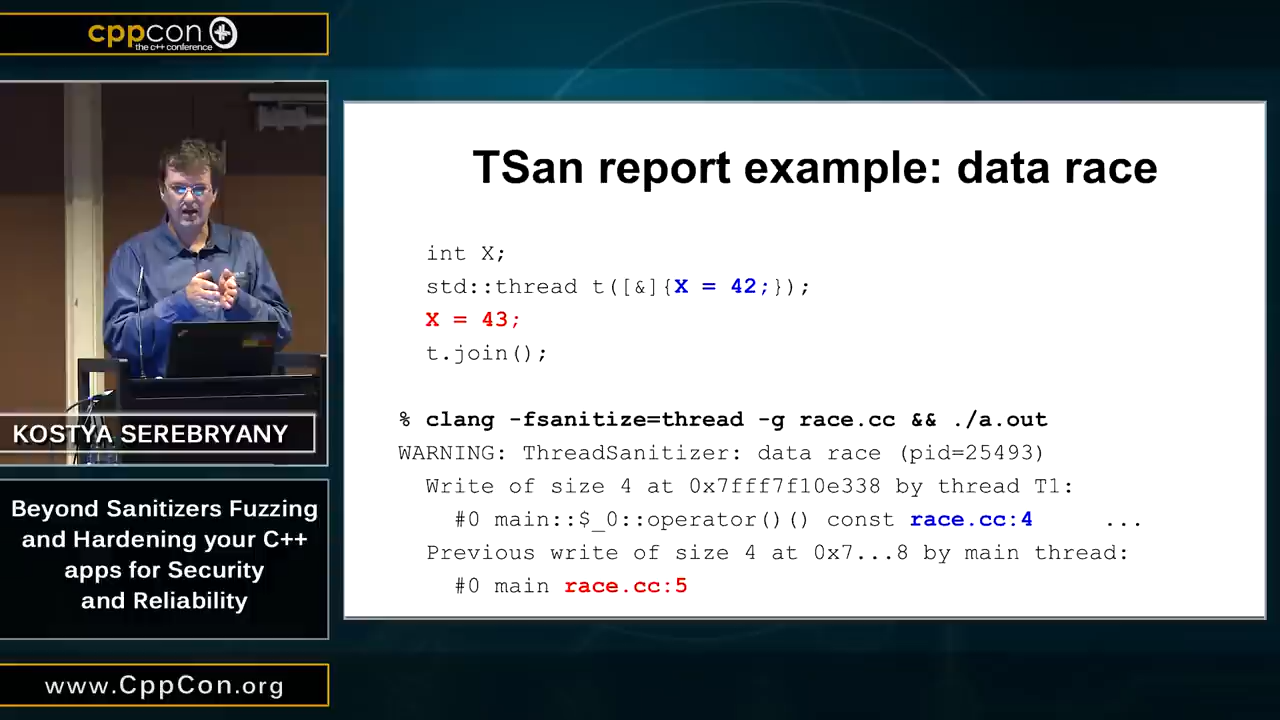 cppcon
the c++ conference
KOSTYA SEREBRYANY
Beyond Sanitizers Fuzzing
and Hardening your C++
apps for Security
and Reliability
www.CppCon.org
TSan report example: data race
int X;
std::thread t([&]{X = 42;});
X = 43;
t.join();
% clang -fsanitize=thread -g race.cc && ./a.out
WARNING: ThreadSanitizer: data race (pid=25493)
Write of size 4 at 0x7fff7f10e338 by thread T1:
#0 main::$_0::operator()() const race.cc:4 ...
Previous write of size 4 at 0x7...8 by main thread:
#0 main race.cc:5